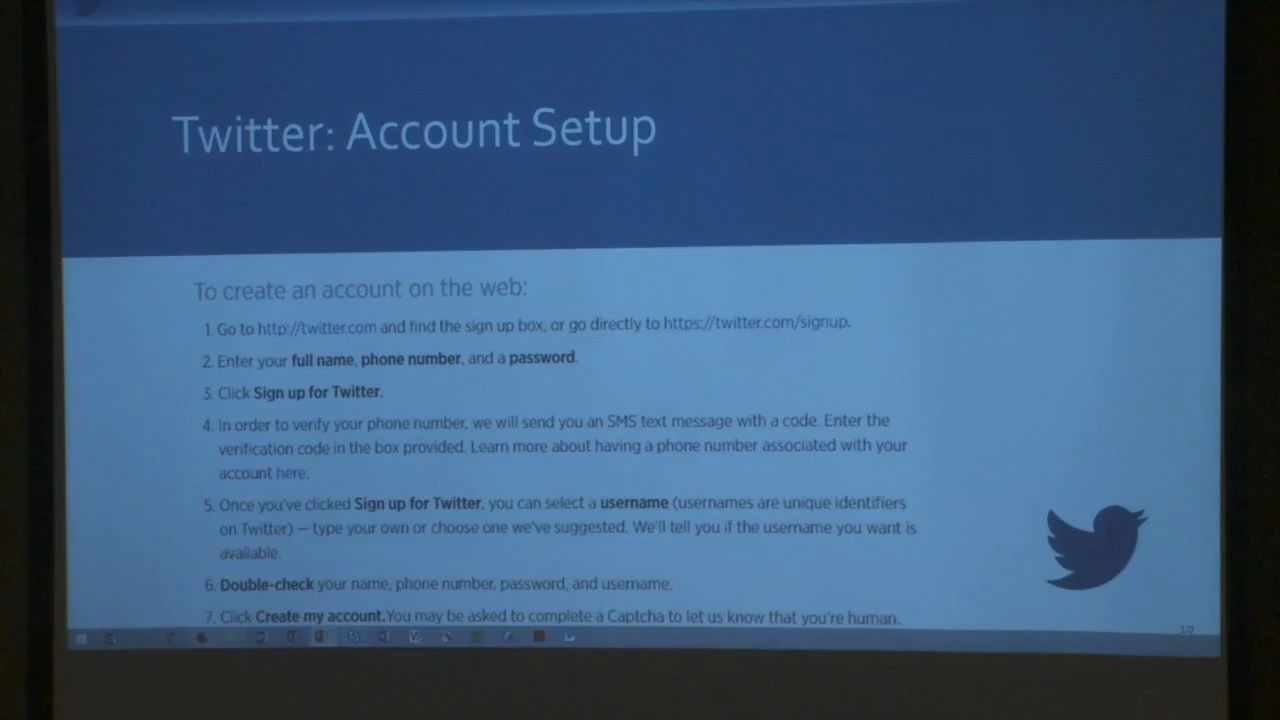 Twitter: Account Setup
To create an account on the web:
1. Go to http://twitter.com and find the sign up box, or go directly to https://twitter.com/signup.
2. Enter your full name, phone number, and a password.
3. Click Sign up for Twitter.
4. In order to verify your phone number, we will send you an SMS text message with a code. Enter the
verification code in the box provided. Learn more about having a phone number associated with your
account here.
5. Once you've clicked Sign up for Twitter, you can select a username (usernames are unique identifiers
on Twitter) — type your own or choose one we've suggested. We'll tell you if the username you want is
available.
6. Double-check your name, phone number, password, and username.
7. Click Create my account. You may be asked to complete a Captcha to let us know that you're human.
10